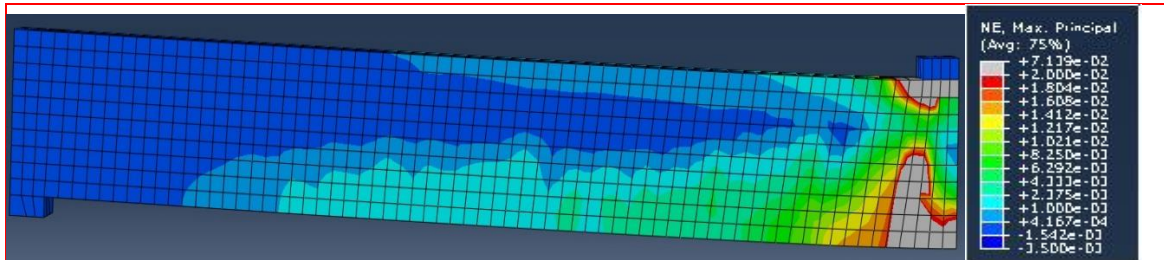 NE, Max. Principal
(Avg: 75%)
+7.139e-02
+2.000e-02
+1.804e-02
+1.608e-02
+1.412e-02
+1.217e-02
+1.021e-02
+8.250e-03
+6.292e-03
+4.333e-03
+2.375e-03
+1.000e-03
+4.167e-04
-1.542e-03
-3.500e-03